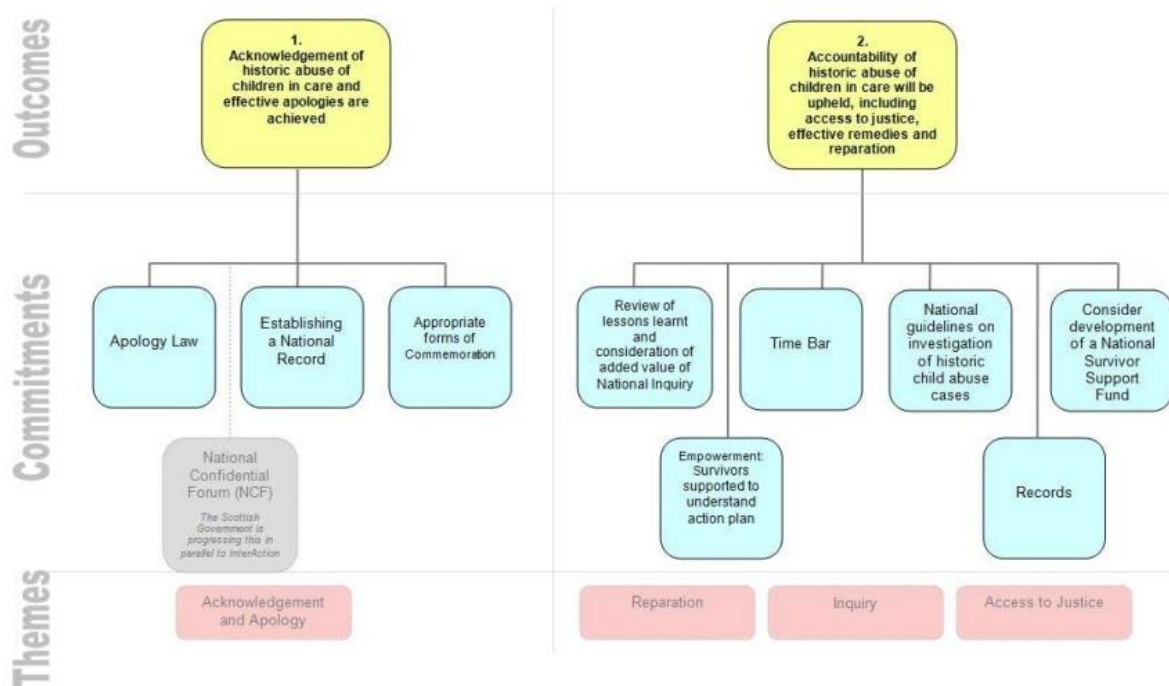 Outcomes
1.
Acknowledgement of
historic abuse of
children in care and
effective apologies are
achieved
2.
Accountability of
historic abuse of
children in care will be
upheld, including
access to justice,
effective remedies and
reparation
Commitments
Apology Law
Establishing
a National
Record
Appropriate
forms of
Commemoration
National
Confidential
Forum (NCF)
The Scottish
Government is
progressing this in
parallel to InterAction
Review of
lessons learnt
and
consideration of
added value of
National Inquiry
Time Bar
National
guidelines on
investigation
of historic
child abuse
cases
Consider
development
of a National
Survivor
Support
Fund
Empowerment:
Survivors
supported to
understand
action plan
Records
Themes
Acknowledgement
and Apology
Reparation
Inquiry
Access to Justice